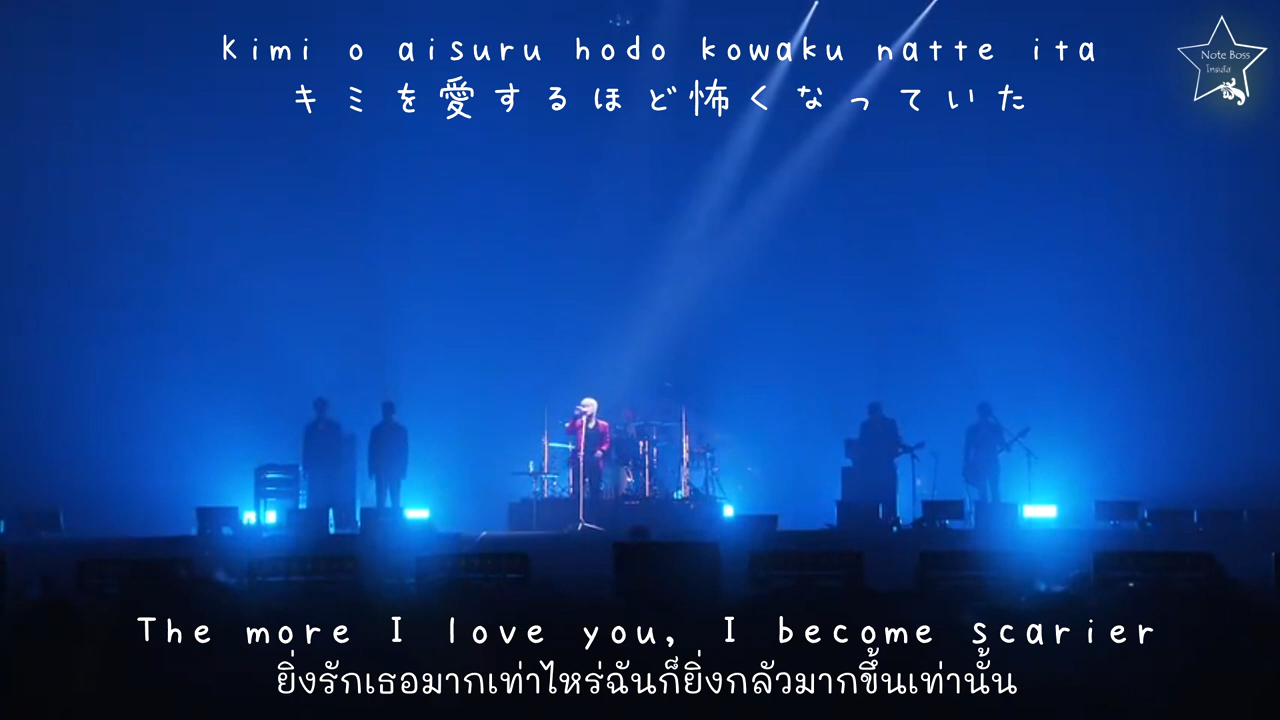 Kimi o aisuru hodo kowaku natte ita
キミを愛するほど怖くなっていた
Note Boss
The more I love you, I become scarier
ยิ่งรักเธอมากเท่าไหร่ฉันก็ยิ่งกลัวมากขึ้นเท่านั้น